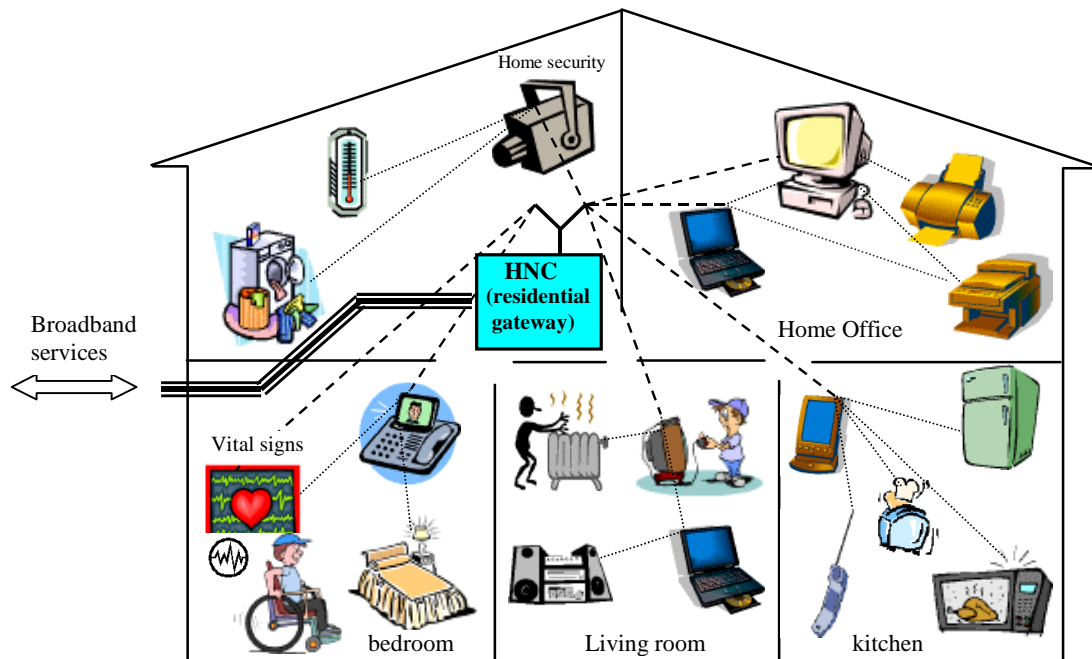 Home security
HNC
(residential
gateway)
Broadband
services
Home Office
Vital signs
bedroom
Living room
kitchen